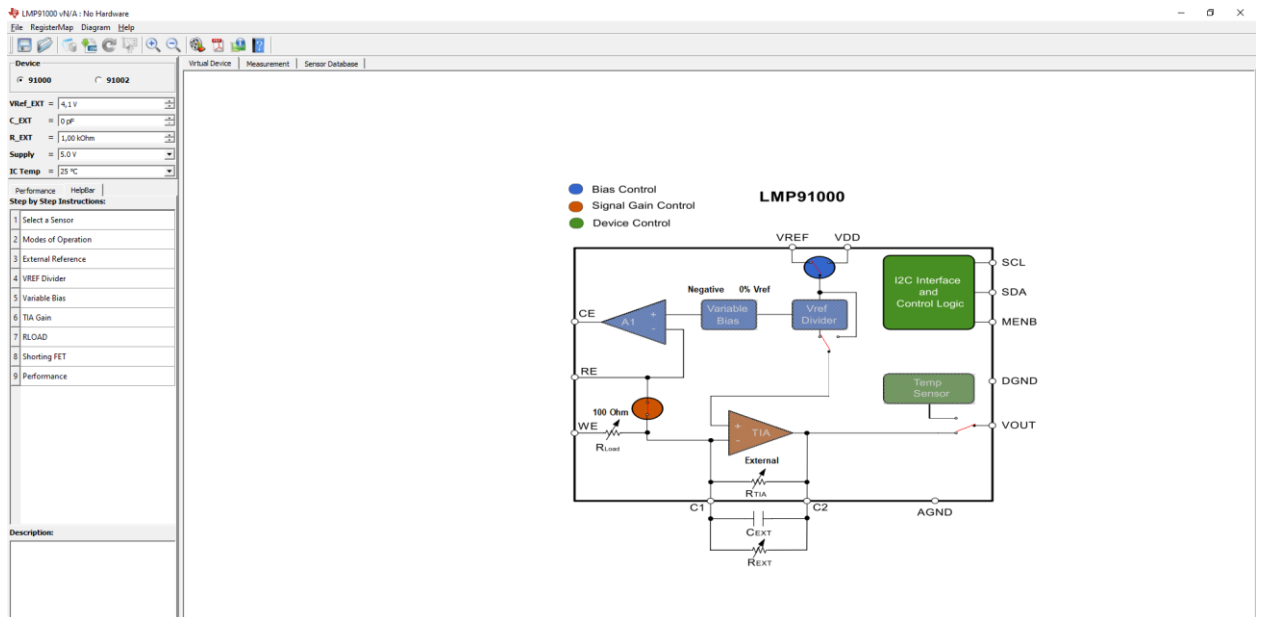 LMP91000 vN/A : No Hardware
File RegisterMap Diagram Help
Device
91000 91002
VRef_EXT = 4,1 V
C_EXT = 0 pF
R_EXT = 1,00 kOhm
Supply = 5.0 V
IC Temp = 25 °C
Performance HelpBar
Step by Step Instructions:
1 Select a Sensor
2 Modes of Operation
3 External Reference
4 VREF Divider
5 Variable Bias
6 TIA Gain
7 RLOAD
8 Shorting FET
9 Performance
Description:
Virtual Device Measurement Sensor Database
Bias Control
Signal Gain Control
Device Control
LMP91000
VREF VDD
SCL
I2C Interface
and
Control Logic
SDA
MENB
Negative 0% Vref
Variable
Bias
Vref
Divider
CE
A1
+
-
RE
DGND
Temp
Sensor
100 Ohm
WE
RLoad
+
-
TIA
VOUT
External
RTIA
C1 C2
AGND
CEXT
REXT